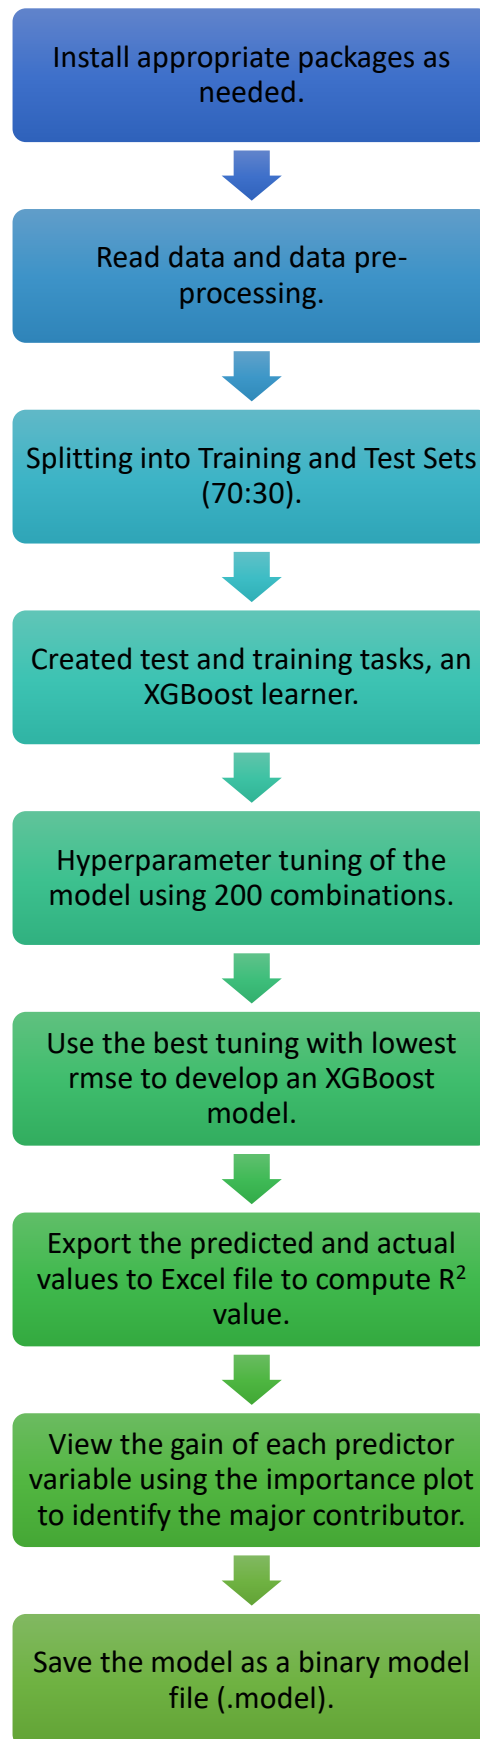 Install appropriate packages as
needed.
Read data and data pre-
processing.
Splitting into Training and Test Sets
(70:30).
Created test and training tasks, an
XGBoost learner.
Hyperparameter tuning of the
model using 200 combinations.
Use the best tuning with lowest
rmse to develop an XGBoost
model.
Export the predicted and actual
values to Excel file to compute R²
value.
View the gain of each predictor
variable using the importance plot
to identify the major contributor.
Save the model as a binary model
file (.model).